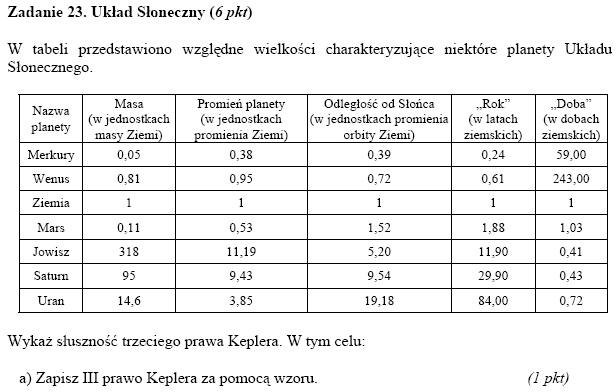 Zadanie 23. Układ Słoneczny (6 pkt)
W tabeli przedstawiono względne wielkości charakteryzujące niektóre planety Układu
Słonecznego.
Nazwa planety | Masa (w jednostkach masy Ziemi) | Promień planety (w jednostkach promienia Ziemi) | Odległość od Słońca (w jednostkach promienia orbity Ziemi) | „Rok” (w latach ziemskich) | „Doba” (w dobach ziemskich)
Merkury | 0,05 | 0,38 | 0,39 | 0,24 | 59,00
Wenus | 0,81 | 0,95 | 0,72 | 0,61 | 243,00
Ziemia | 1 | 1 | 1 | 1 | 1
Mars | 0,11 | 0,53 | 1,52 | 1,88 | 1,03
Jowisz | 318 | 11,19 | 5,20 | 11,90 | 0,41
Saturn | 95 | 9,43 | 9,54 | 29,90 | 0,43
Uran | 14,6 | 3,85 | 19,18 | 84,00 | 0,72
Wykaż słuszność trzeciego prawa Keplera. W tym celu:
a) Zapisz III prawo Keplera za pomocą wzoru. (1 pkt)